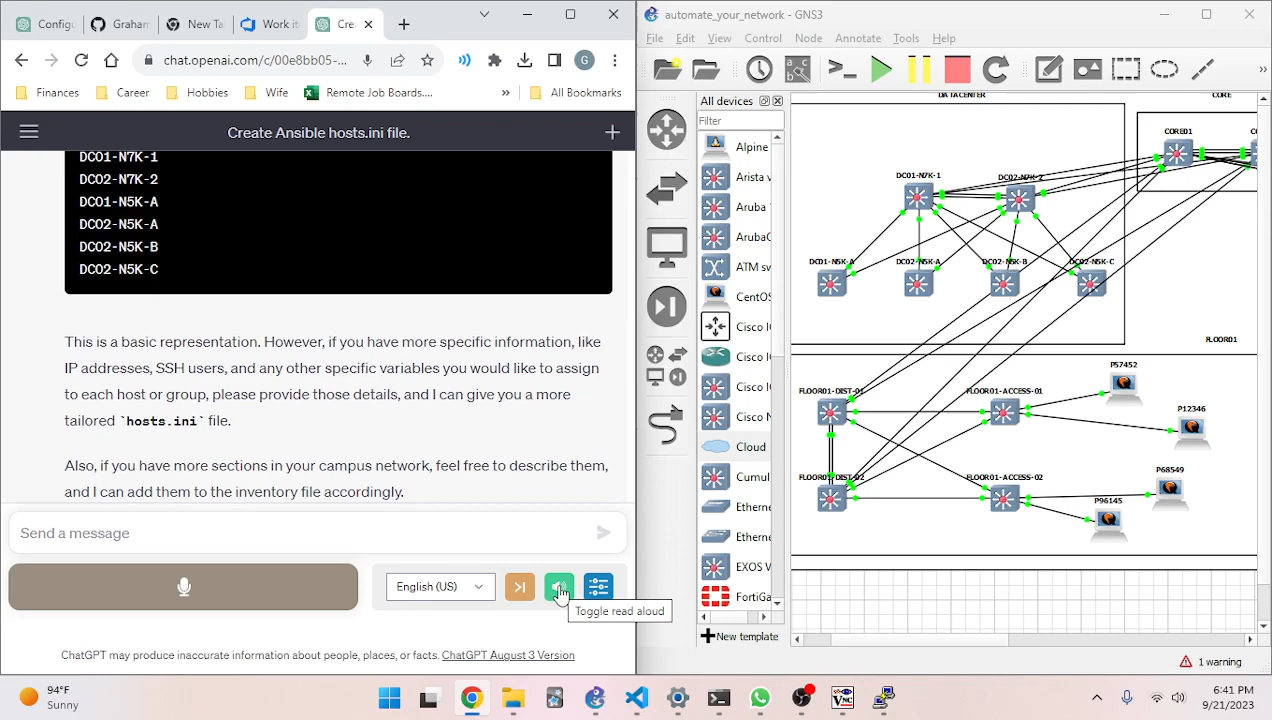 Configu
Graham
New Ta
Work it
Cre
chat.openai.com/c/00e8bb05-...
G
Finances
Career
Hobbies
Wife
Remote Job Boards....
»
All Bookmarks
Create Ansible hosts.ini file.
DC01-N7K-1
DC02-N7K-2
DC01-N5K-A
DC02-N5K-A
DC02-N5K-B
DC02-N5K-C
This is a basic representation. However, if you have more specific information, like
IP addresses, SSH users, and any other specific variables you would like to assign
to each host or group, please provide those details, and I can give you a more
tailored `hosts.ini` file.
Also, if you have more sections in your campus network, feel free to describe them,
and I can add them to the inventory file accordingly.
Send a message
English (US)
Toggle read aloud
ChatGPT may produce inaccurate information about people, places, or facts. ChatGPT August 3 Version
automate_your_network - GNS3
File Edit View Control Node Annotate Tools Help
»
All devices
Filter
Alpine
Arista v
Aruba
ArubaC
ATM sw
CentOS
Cisco I
Cisco
Cisco I
Cisco N
Cloud
Cumul
Etherne
Etherne
EXOS V
FortiGa
New template
DATACENTER
CORE
CORE01
CO
DC01-N7K-1
DC02-N7K-2
DC01-N5K-A
DC02-N5K-A
DC02-N5K-B
DC02-N5K-C
FLOOR01
FLOOR01-DIST-01
FLOOR01-ACCESS-01
P57452
P12346
FLOOR01-DIST-02
FLOOR01-ACCESS-02
P68549
P96145
1 warning
94°F
Sunny
6:41 PM
9/21/2023